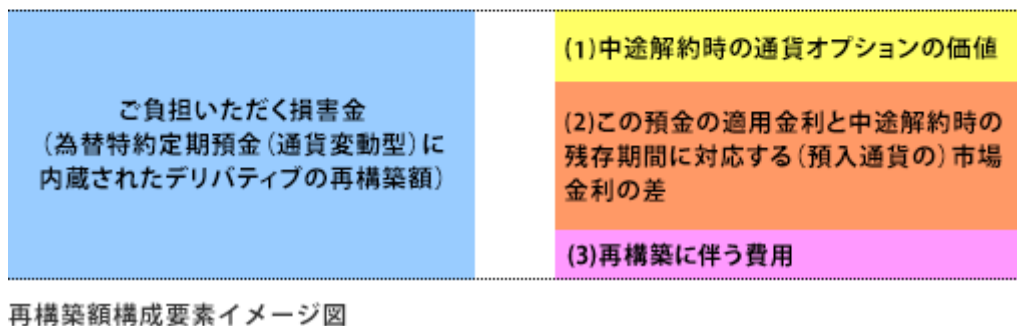 ご負担いただく損害金
（為替特約定期預金（通貨変動型）に
内蔵されたデリバティブの再構築額）
(1)中途解約時の通貨オプションの価値
(2)この預金の適用金利と中途解約時の
残存期間に対応する（預入通貨の）市場
金利の差
(3)再構築に伴う費用
再構築額構成要素イメージ図